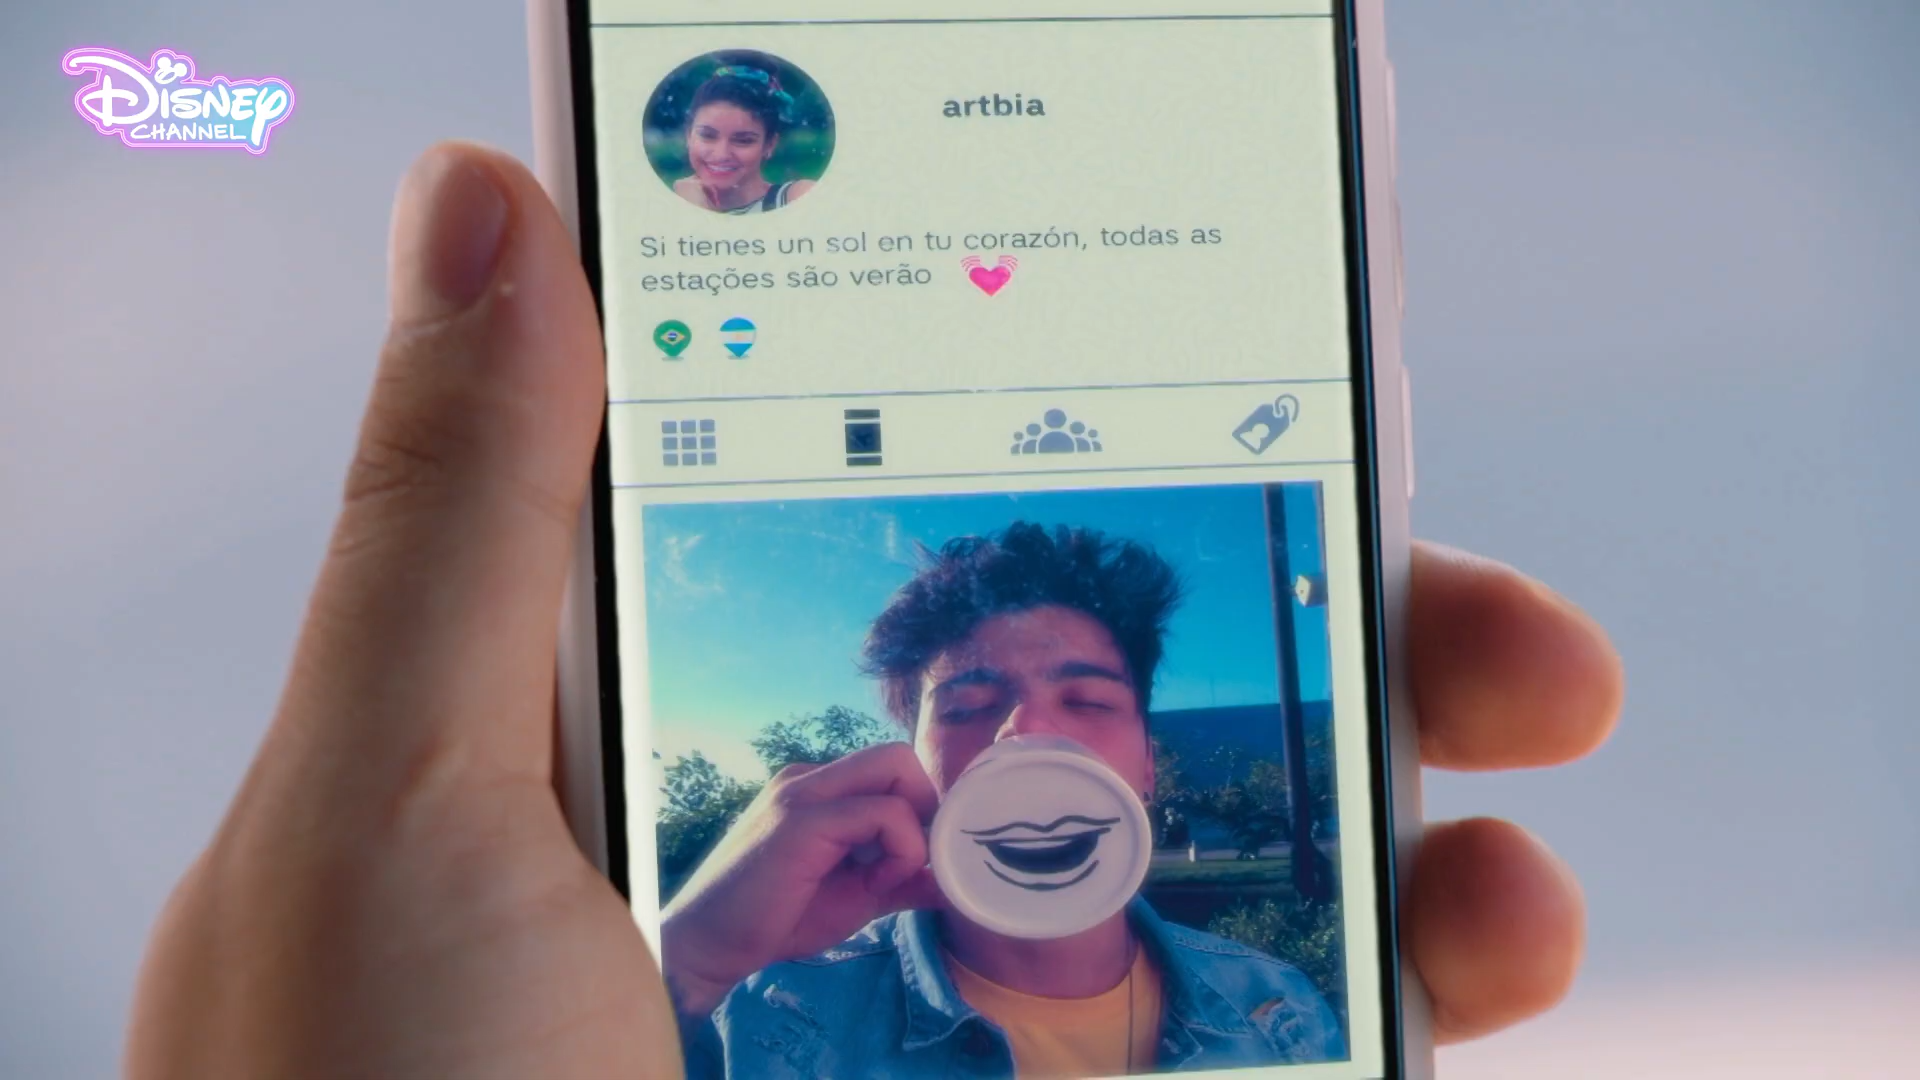 Disney
CHANNEL
artbia
Si tienes un sol en tu corazón, todas as
estações são verão